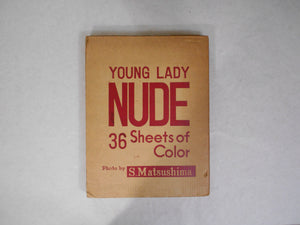 YOUNG LADY
NUDE
36 Sheets of
Color
Photo by S. Matsushima